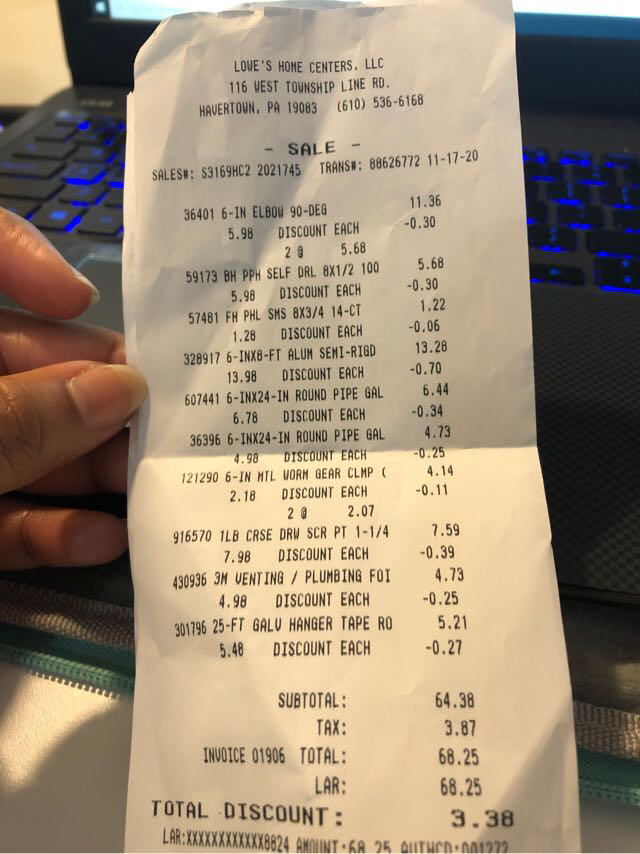 LOWE'S HOME CENTERS, LLC
116 WEST TOWNSHIP LINE RD.
HAVERTOWN, PA 19083 (610) 536-6168
- SALE -
SALES#: S3169HC2 2021745 TRANS#: 88626772 11-17-20
36401 6-IN ELBOW 90-DEG 11.36
5.98 DISCOUNT EACH -0.30
2 @ 5.68
59173 BH PPH SELF DRL 8X1/2 100 5.68
5.98 DISCOUNT EACH -0.30
57481 FH PHL SMS 8X3/4 14-CT 1.22
1.28 DISCOUNT EACH -0.06
328917 6-INX8-FT ALUM SEMI-RIGD 13.28
13.98 DISCOUNT EACH -0.70
607441 6-INX24-IN ROUND PIPE GAL 6.44
6.78 DISCOUNT EACH -0.34
36396 6-INX24-IN ROUND PIPE GAL 4.73
4.98 DISCOUNT EACH -0.25
121290 6-IN MTL WORM GEAR CLMP ( 4.14
2.18 DISCOUNT EACH -0.11
2 @ 2.07
916570 1LB CRSE DRW SCR PT 1-1/4 7.59
7.98 DISCOUNT EACH -0.39
430936 3M VENTING / PLUMBING FOI 4.73
4.98 DISCOUNT EACH -0.25
301796 25-FT GALV HANGER TAPE RO 5.21
5.48 DISCOUNT EACH -0.27
SUBTOTAL: 64.38
TAX: 3.87
INVOICE 01906 TOTAL: 68.25
LAR: 68.25
TOTAL DISCOUNT: 3.38
LAR:XXXXXXXXXXXX8824 AMOUNT:68.25 AUTHCD:001272